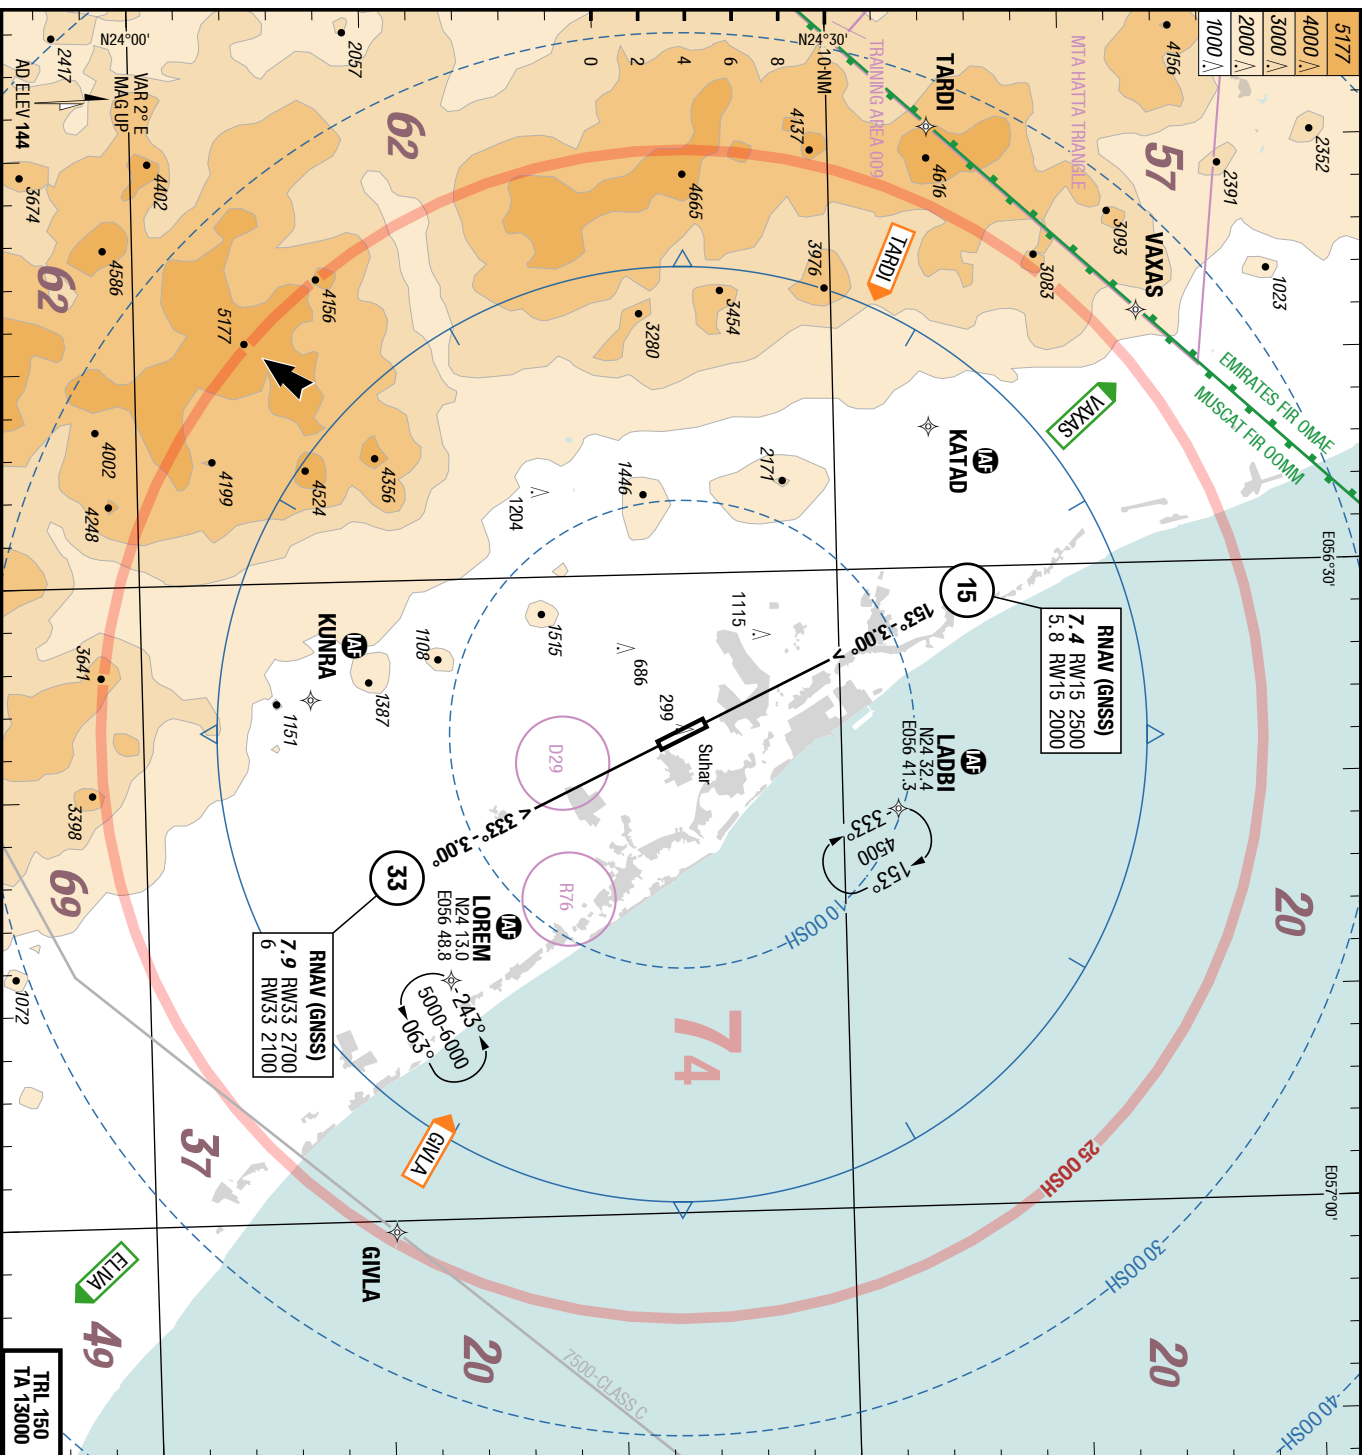 5177
4000
3000
2000
1000
2352
2391
1023
4156
57
MTA HATTA TRIANGLE
TRAINING AREA 009
TARDI
VAXAS
3093
3083
4616
N24°30'
10-NM
8
6
4
2
0
4137
4665
3976
3454
3280
TARDI
VAXAS
EMIRATES FIR OMAE
MUSCAT FIR OOMM
2057
62
N24°00'
2417
VAR 2° E
MAG UP
AD ELEV 144
4402
3674
4586
62
4156
5177
4002
4248
4199
4524
4356
IAF
KATAD
2171
1446
1204
E056°30'
15
153°-3.00°
RNAV (GNSS)
7.4 RW15 2500
5.8 RW15 2000
1115
686
1515
1108
299
Suhar
IAF
KUNRA
1387
1151
3641
3398
D29
R76
IAF
LADBI
N24 32.4
E056 41.3
333°
4500
153°
10 OOSH
333°-3.00°
33
RNAV (GNSS)
7.9 RW33 2700
6 RW33 2100
IAF
LOREM
N24 13.0
E056 48.8
243°
5000-6000
063°
69
1072
20
74
37
GIVLA
GIVLA
25 OOSH
E057°00'
30 OOSH
40 OOSH
ELIVA
49
20
20
7500-CLASS C
TRL 150
TA 13000